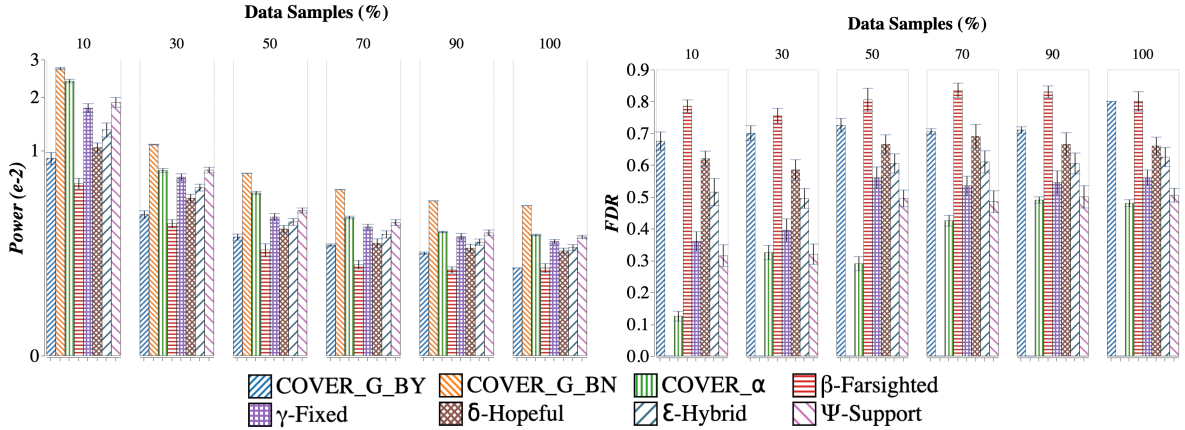 Data Samples (%)
10 30 50 70 90 100
3
2
1
0
Power (e-2)
Data Samples (%)
10 30 50 70 90 100
0.9
0.8
0.7
0.6
0.5
0.4
0.3
0.2
0.1
0.0
FDR
COVER_G_BY COVER_G_BN COVER_α β-Farsighted
γ-Fixed δ-Hopeful ε-Hybrid Ψ-Support